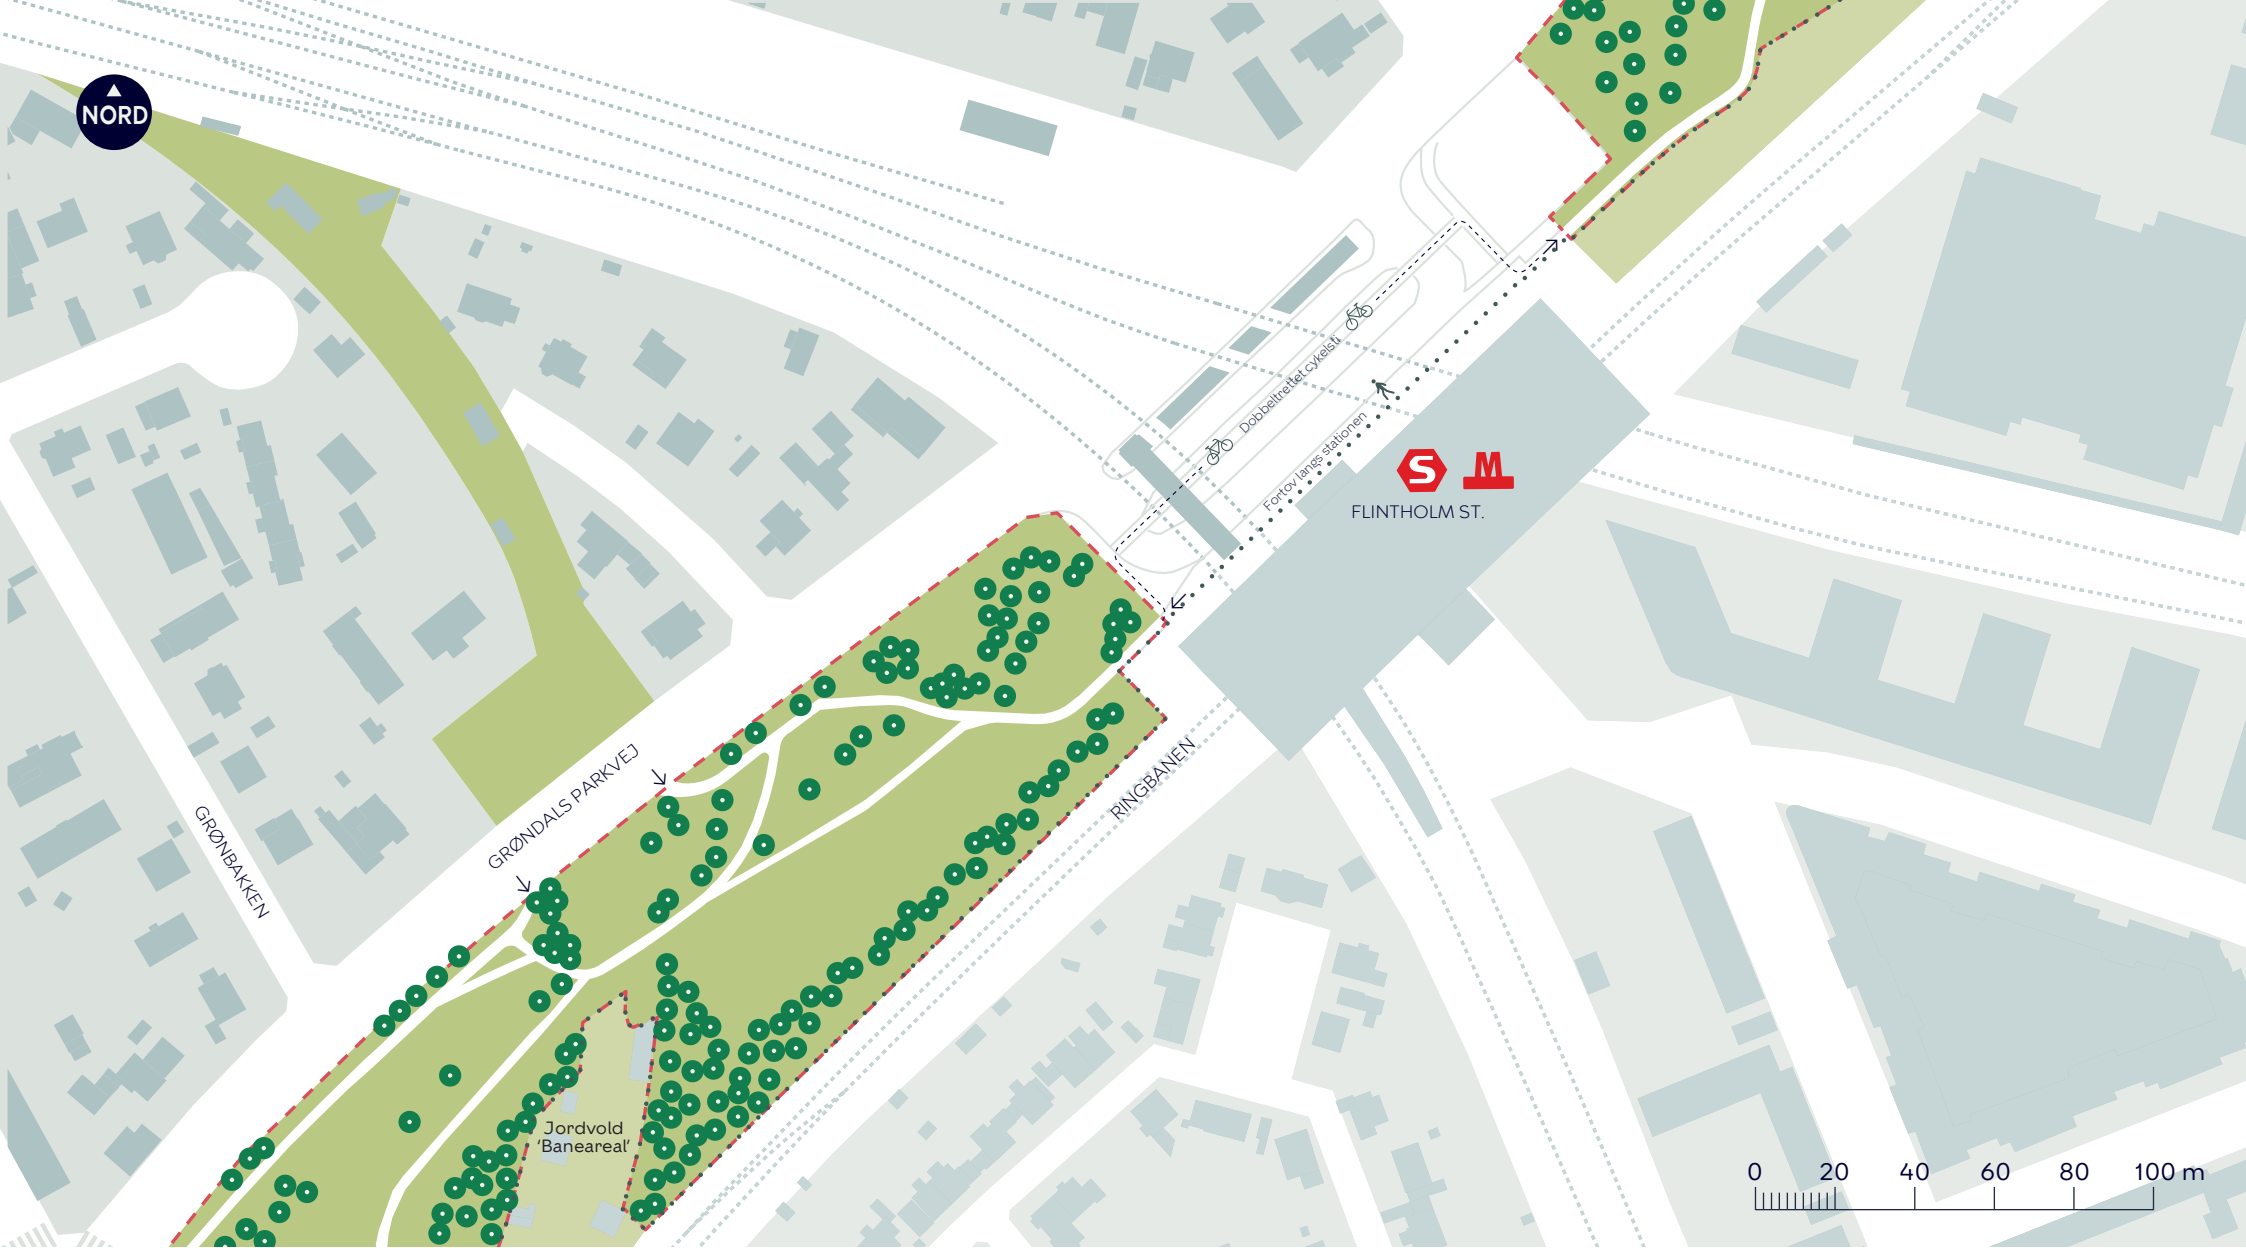 NORD
Dobbeltrettet cykelsti
Fortov langs stationen
S M
FLINTHOLM ST.
GRØNDALS PARKVEJ
RINGBANEN
GRØNBAKKEN
Jordvold
‘Baneareal’
0 20 40 60 80 100 m